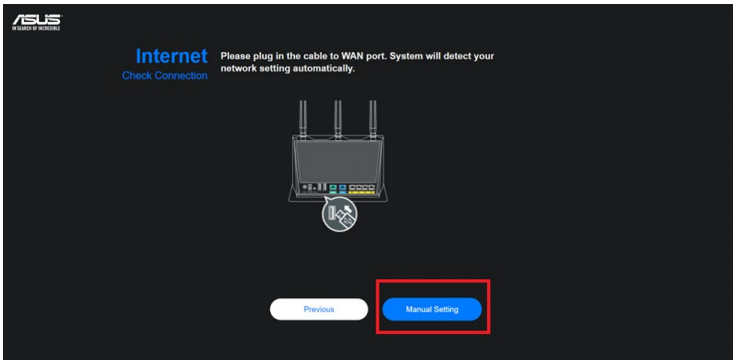 ASUS
IN SEARCH OF INCREDIBLE
Internet
Check Connection
Please plug in the cable to WAN port. System will detect your
network setting automatically.
Previous
Manual Setting